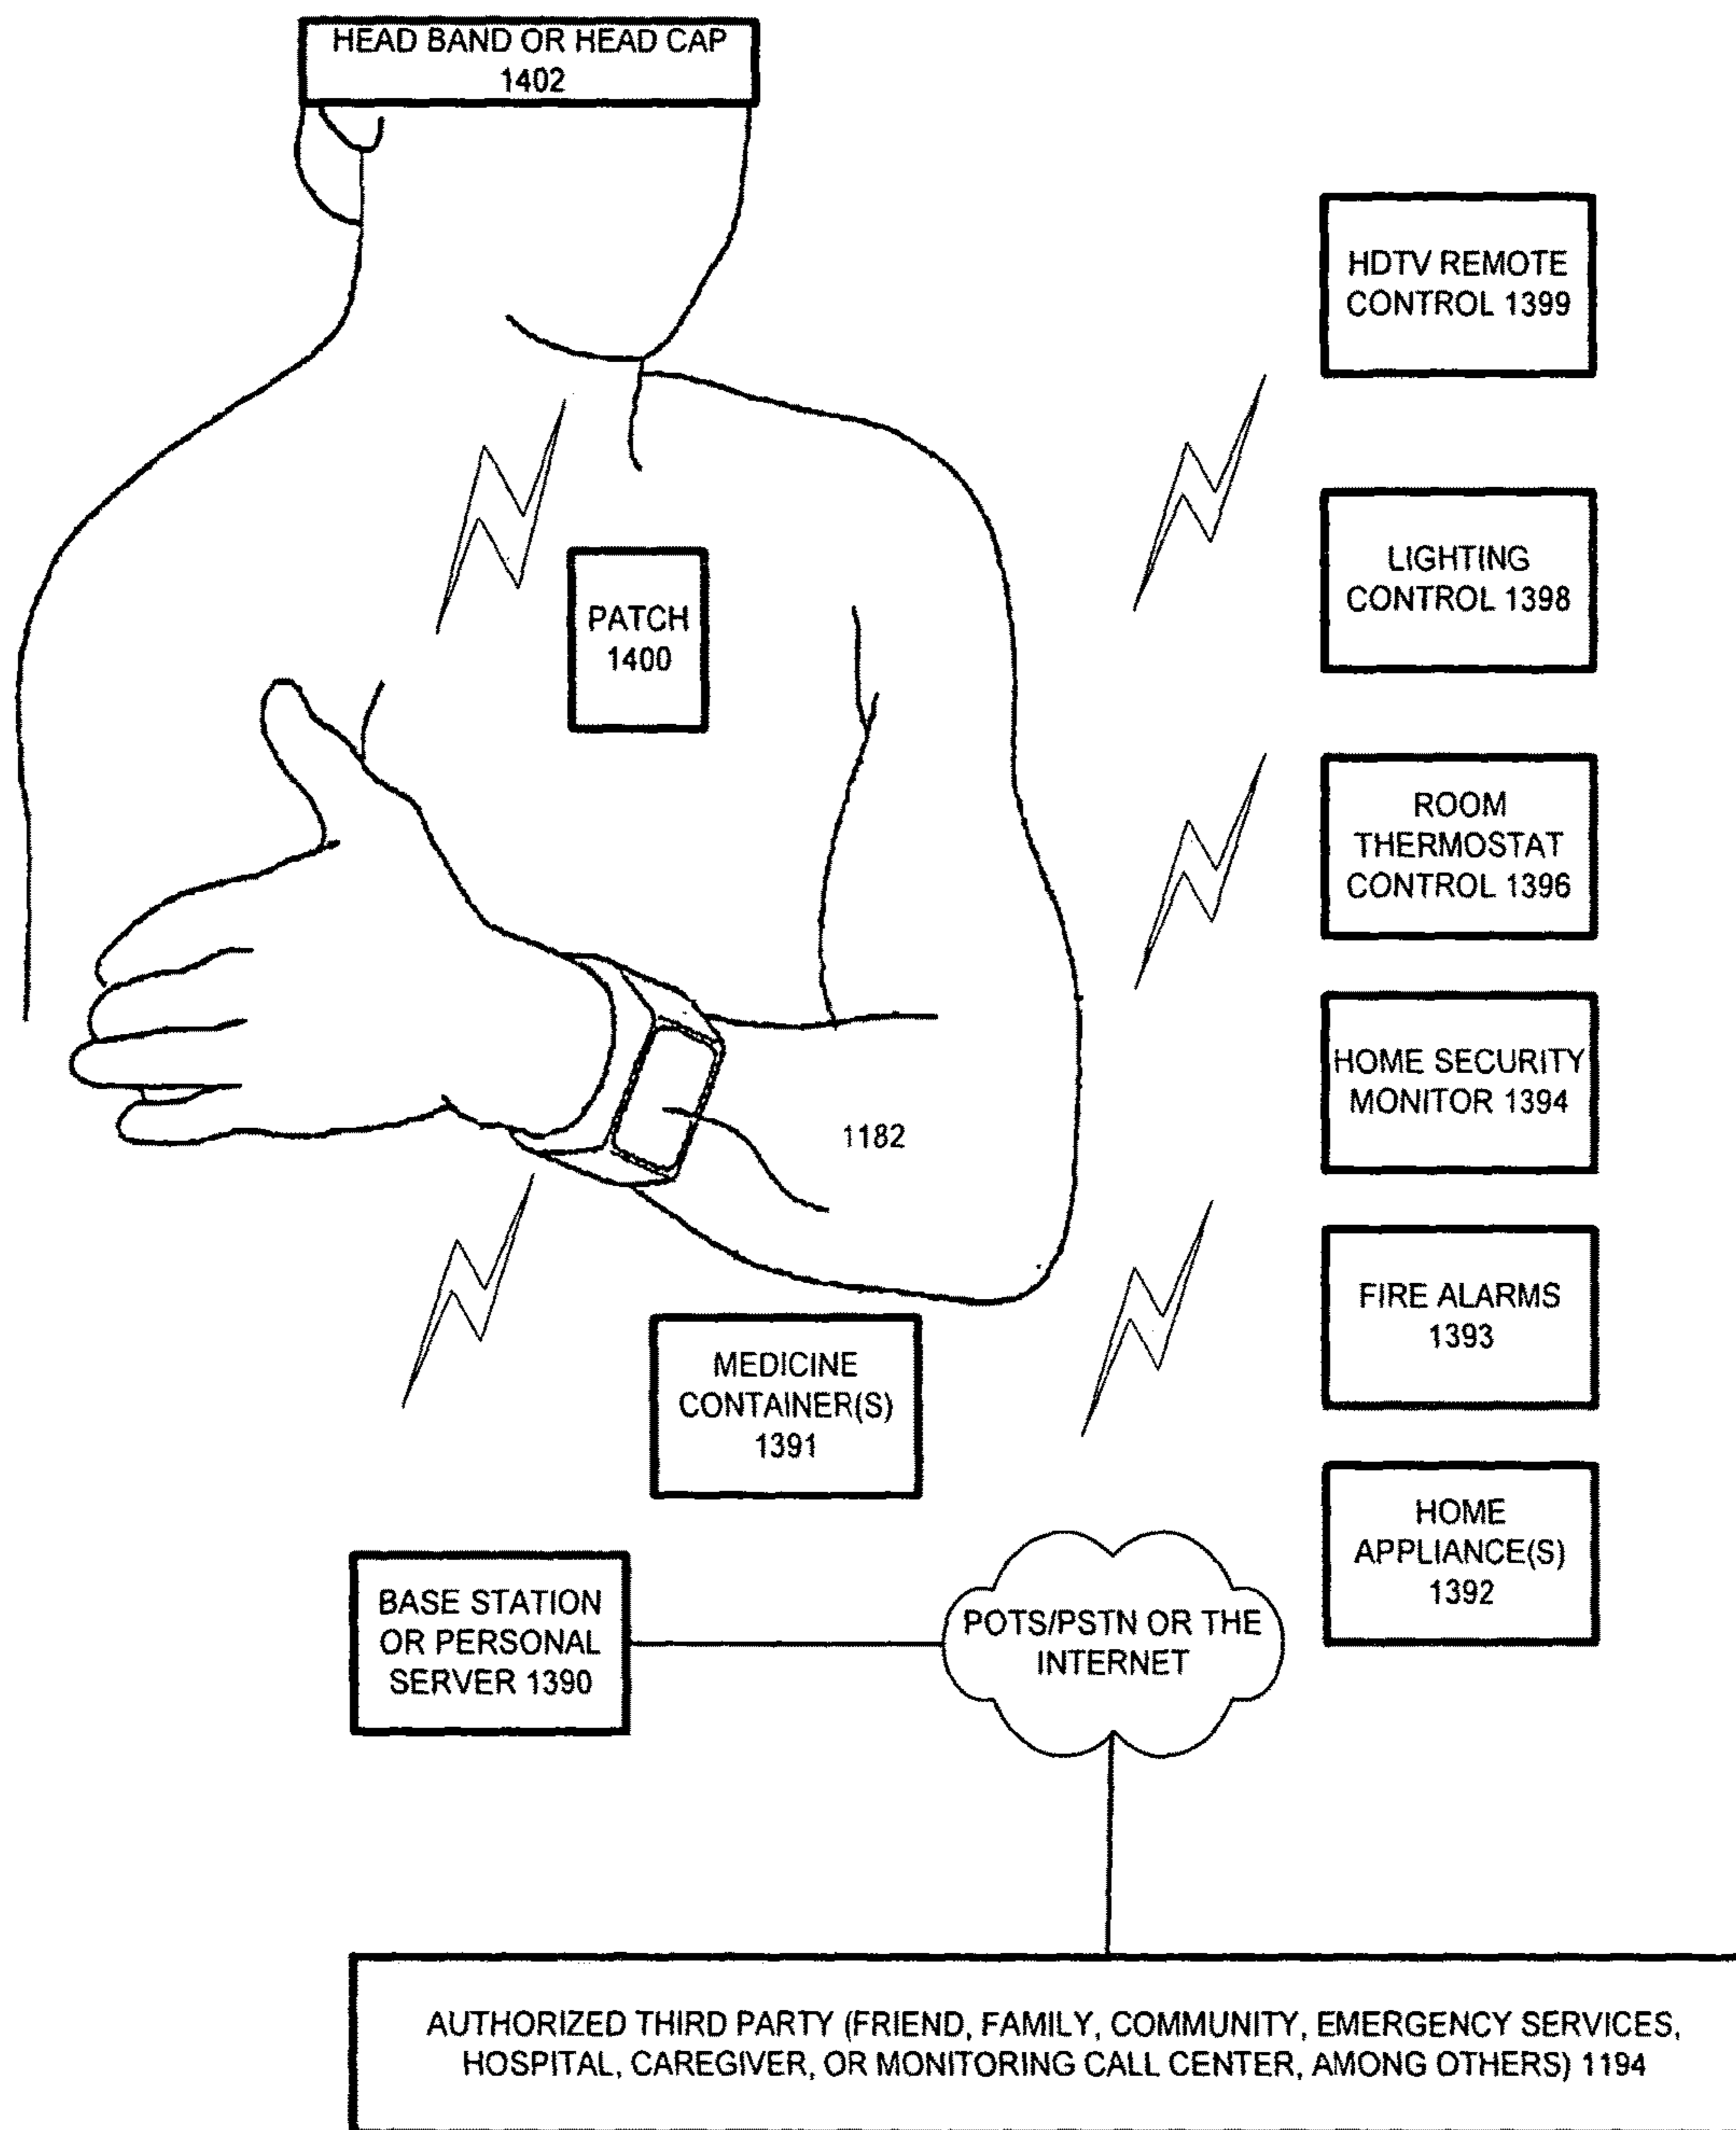 HEAD BAND OR HEAD CAP
1402
HDTV REMOTE
CONTROL 1399
LIGHTING
CONTROL 1398
PATCH
1400
ROOM
THERMOSTAT
CONTROL 1396
HOME SECURITY
MONITOR 1394
1182
FIRE ALARMS
1393
MEDICINE
CONTAINER(S)
1391
HOME
APPLIANCE(S)
1392
BASE STATION
OR PERSONAL
SERVER 1390
POTS/PSTN OR THE
INTERNET
AUTHORIZED THIRD PARTY (FRIEND, FAMILY, COMMUNITY, EMERGENCY SERVICES,
HOSPITAL, CAREGIVER, OR MONITORING CALL CENTER, AMONG OTHERS) 1194